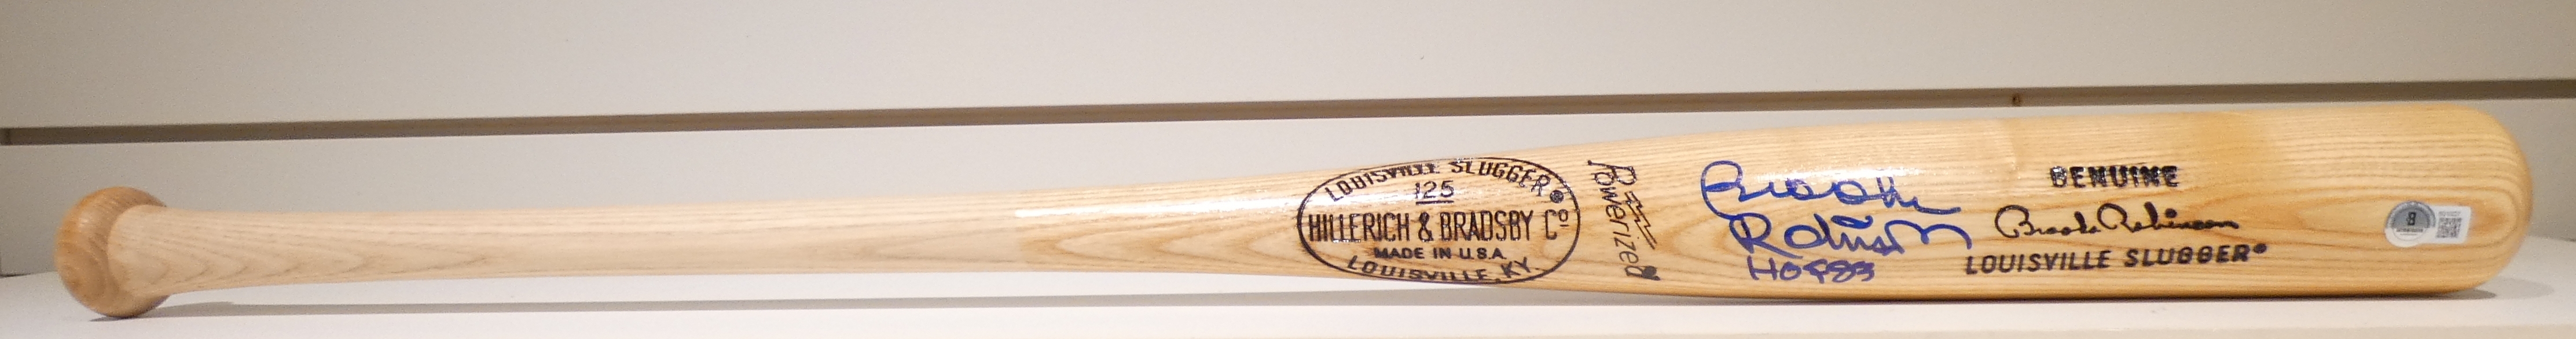 LOUISVILLE SLUGGER®
125
HILLERICH & BRADSBY Cº
MADE IN U.S.A.
LOUISVILLE, KY.
Powerized
Brooks
Robinson
HOF 83
GENUINE
Brooks Robinson
LOUISVILLE SLUGGER®
B